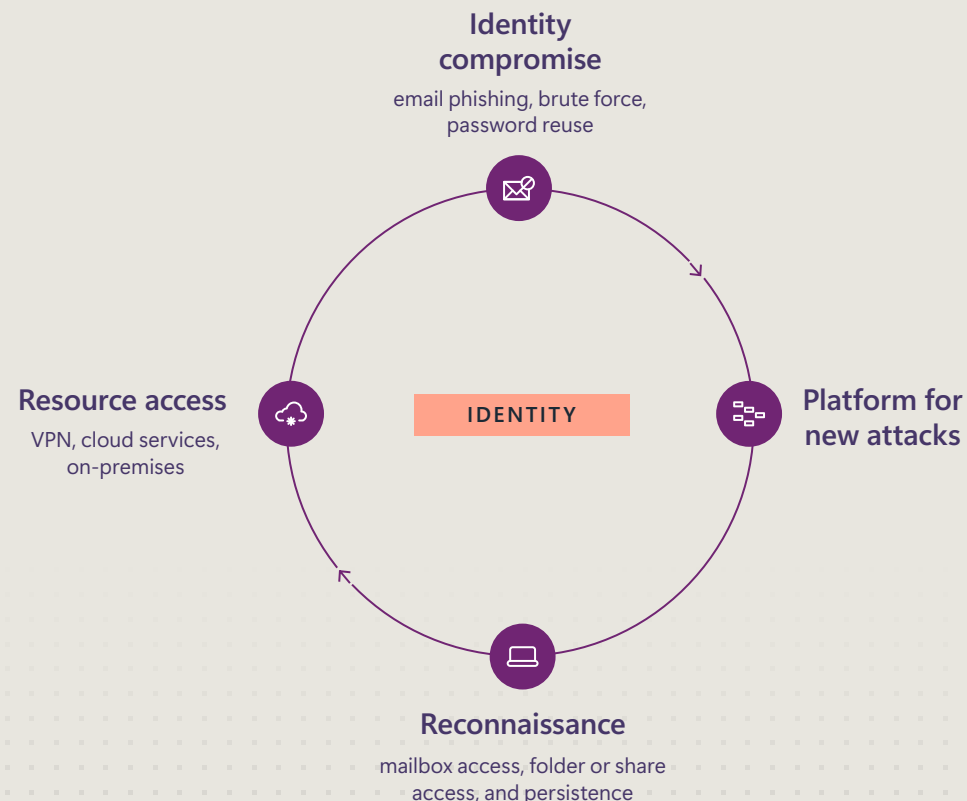 Identity
compromise
email phishing, brute force,
password reuse
Resource access
VPN, cloud services,
on-premises
IDENTITY
Platform for
new attacks
Reconnaissance
mailbox access, folder or share
access, and persistence